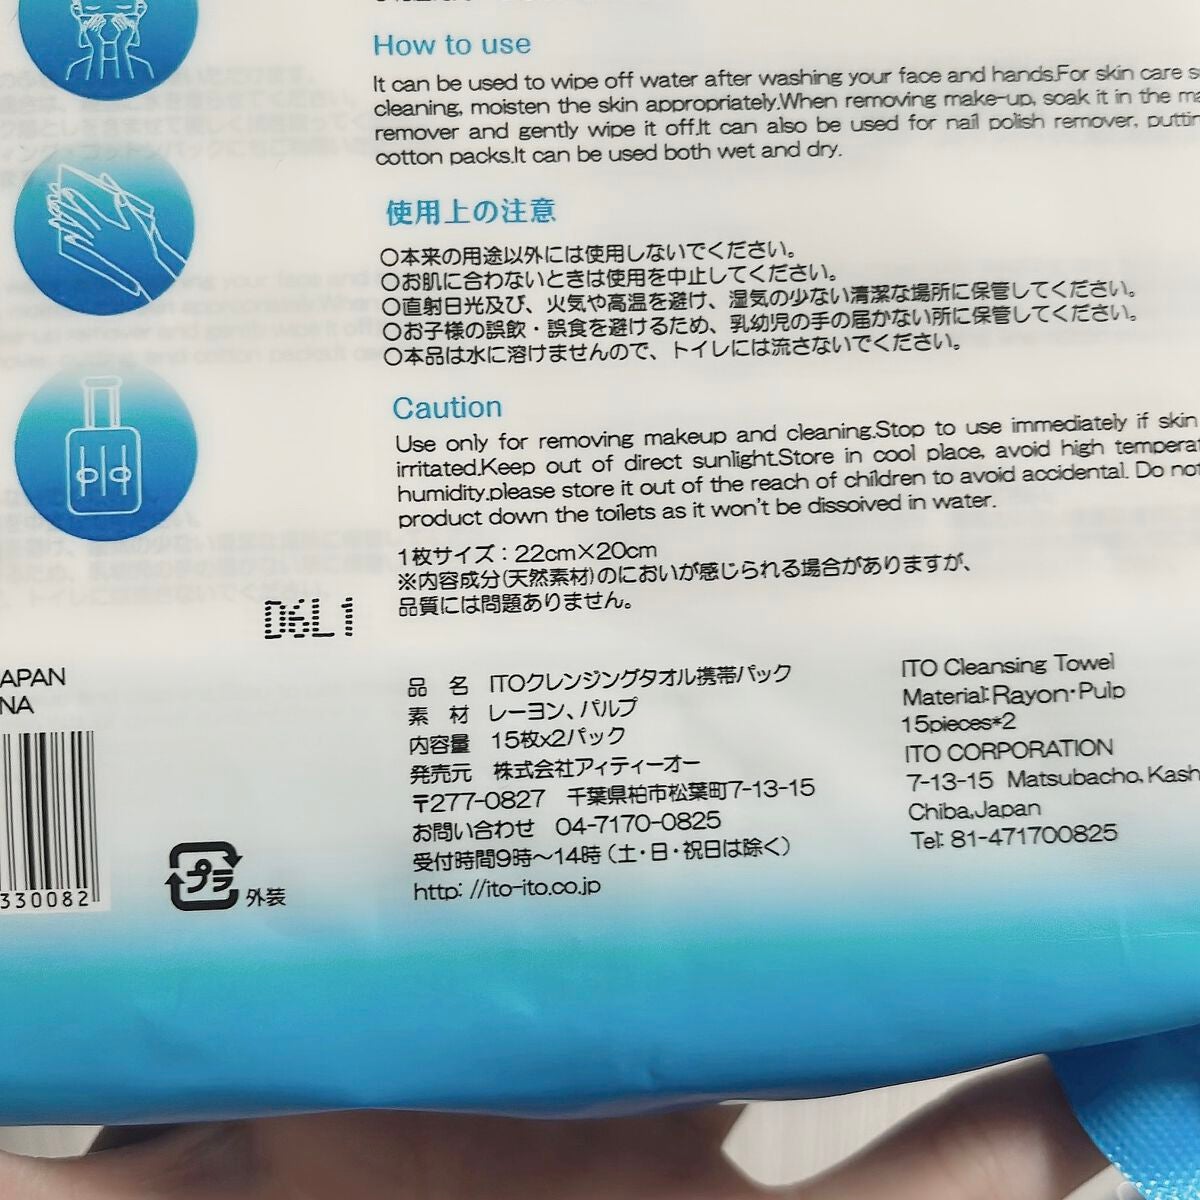 How to use
It can be used to wipe off water after washing your face and hands.For skin care
cleaning, moisten the skin appropriately.When removing make-up, soak it in the
remover and gently wipe it off.It can also be used for nail polish remover,
cotton packs.It can be used both wet and dry.
使用上の注意
○本来の用途以外には使用しないでください。
○お肌に合わないときは使用を中止してください。
○直射日光及び、火気や高温を避け、湿気の少ない清潔な場所に保管してください。
○お子様の誤飲・誤食を避けるため、乳幼児の手の届かない所に保管してください。
○本品は水に溶けませんので、トイレには流さないでください。
Caution
Use only for removing makeup and cleaning.Stop to use immediately if skin
irritated.Keep out of direct sunlight.Store in cool place, avoid high
humidity.please store it out of the reach of children to avoid accidental. Do not
product down the toilets as it won't be dissoived in water.
1枚サイズ：22cm×20cm
※内容成分(天然素材)のにおいが感じられる場合がありますが、
品質には問題ありません。
D6L1
APAN
NA
330082
プラ 外装
品 名 ITOクレンジングタオル携帯パック
素 材 レーヨン、パルプ
内容量 15枚x2パック
発売元 株式会社アイティーオー
〒277-0827 千葉県柏市松葉町7-13-15
お問い合わせ 04-7170-0825
受付時間9時～14時（土・日・祝日は除く）
http: //ito-ito.co.jp
ITO Cleansing Towel
Material:Rayon・Pulp
15pieces*2
ITO CORPORATION
7-13-15 Matsubacho, Kash
Chiba,Japan
Tel: 81-471700825